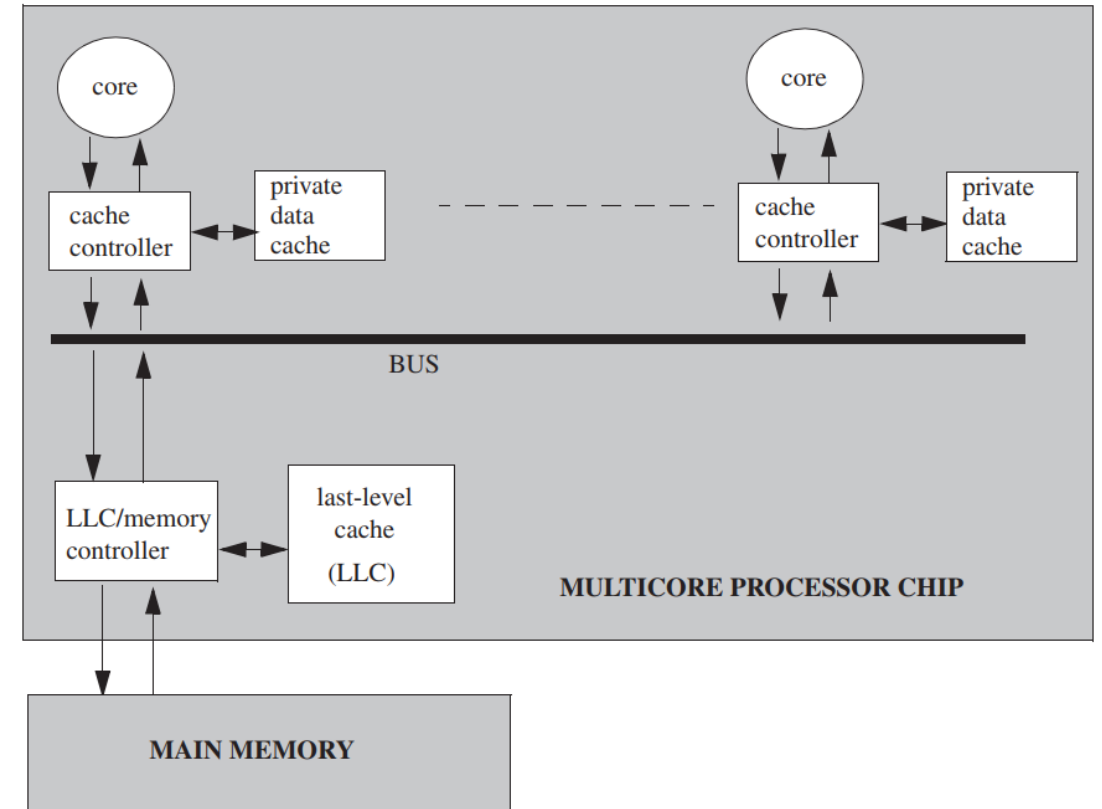 core
core
cache
controller
private
data
cache
cache
controller
private
data
cache
BUS
LLC/memory
controller
last-level
cache
(LLC)
MULTICORE PROCESSOR CHIP
MAIN MEMORY